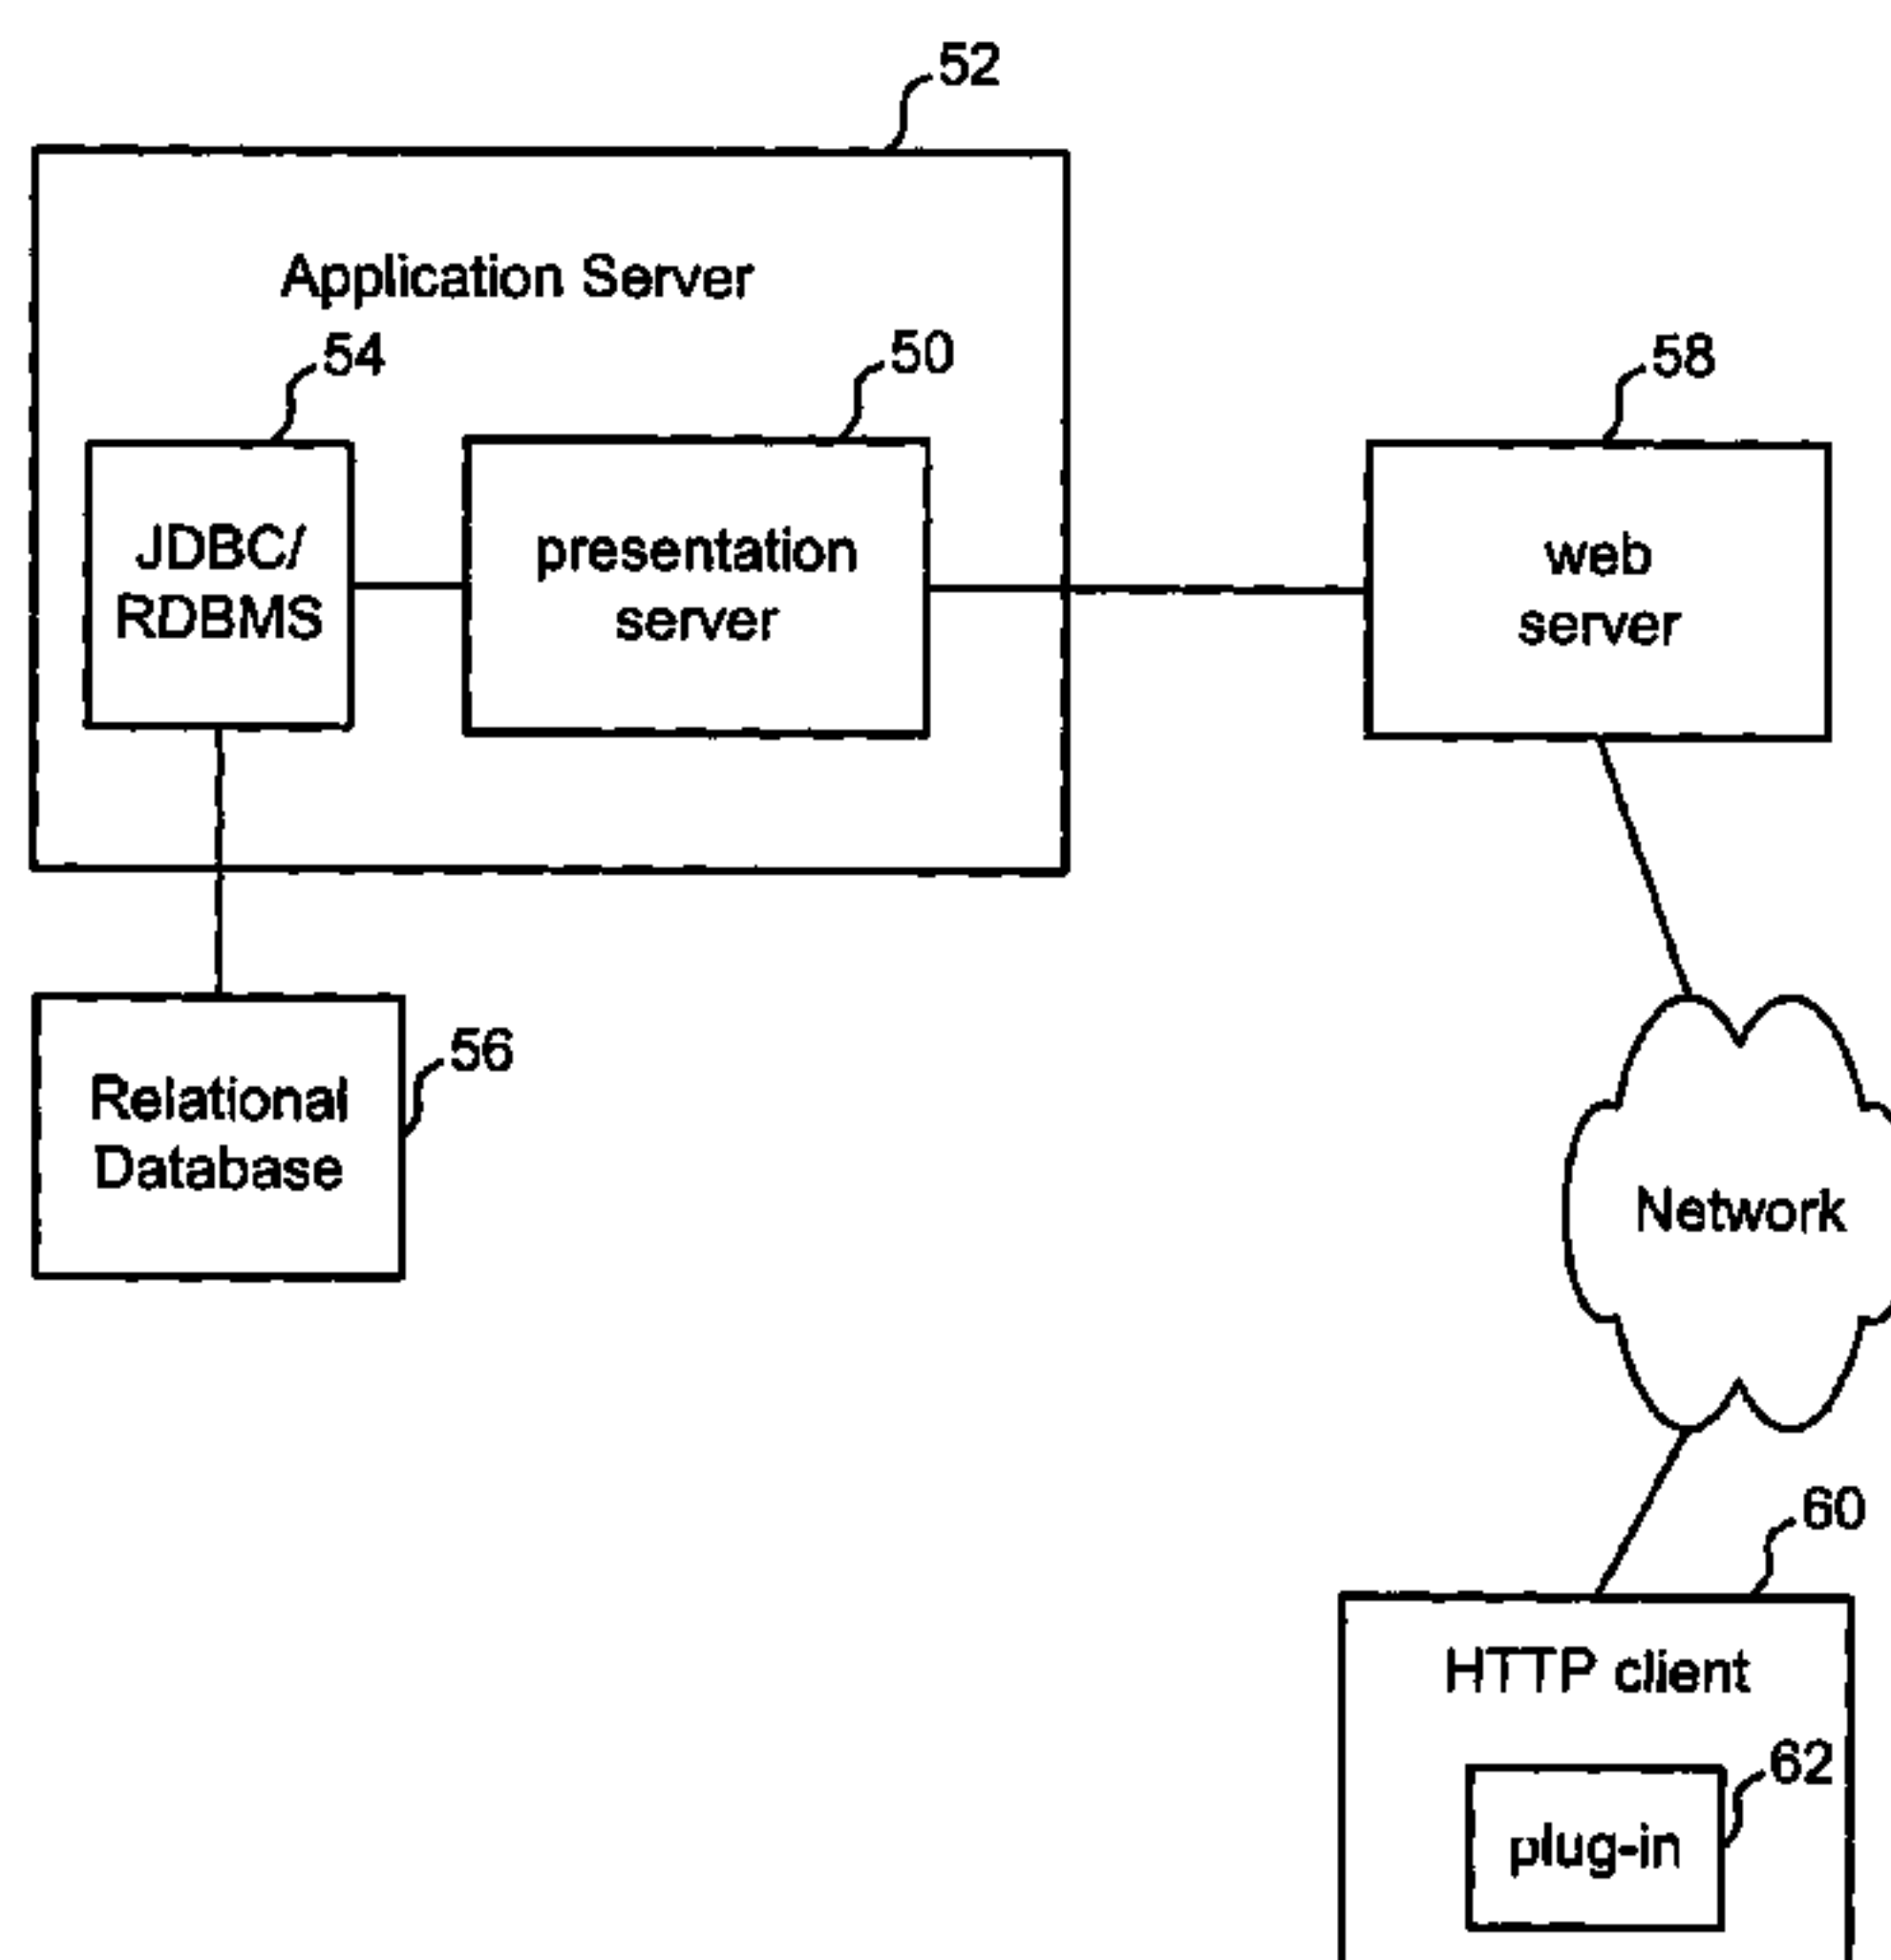 52
Application Server
54
50
58
JDBC/
RDBMS
presentation
server
web
server
56
Relational
Database
Network
60
HTTP client
62
plug-in